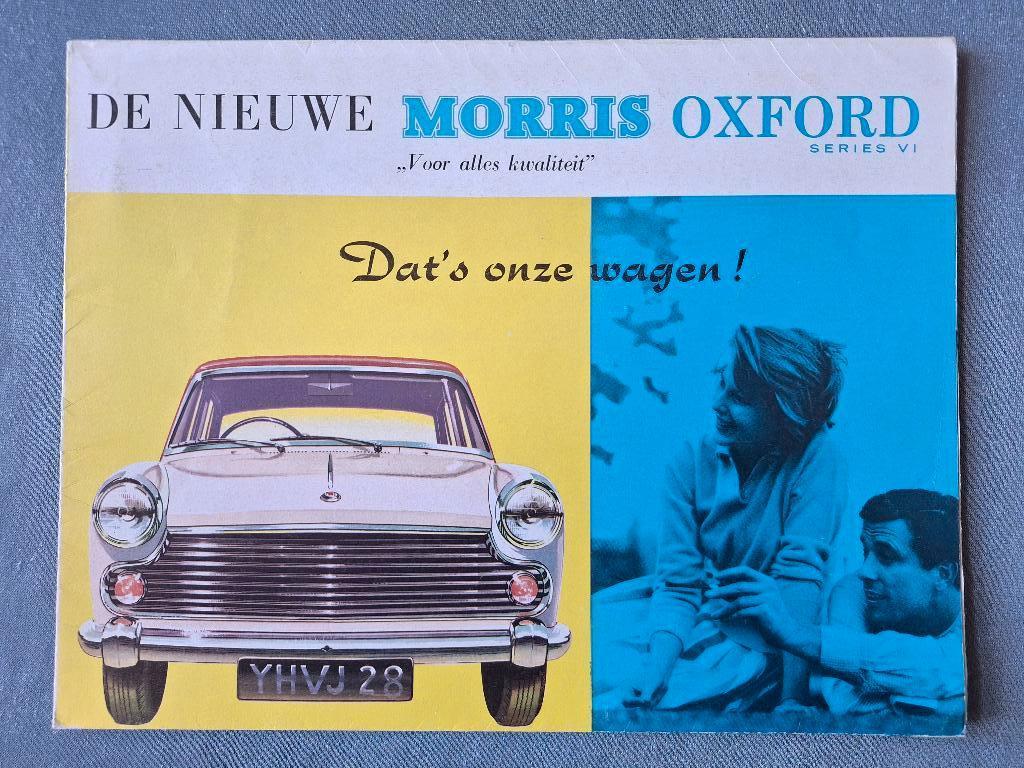 DE NIEUWE MORRIS OXFORD
SERIES VI
„Voor alles kwaliteit”
Dat's onze wagen!
YHVJ 28